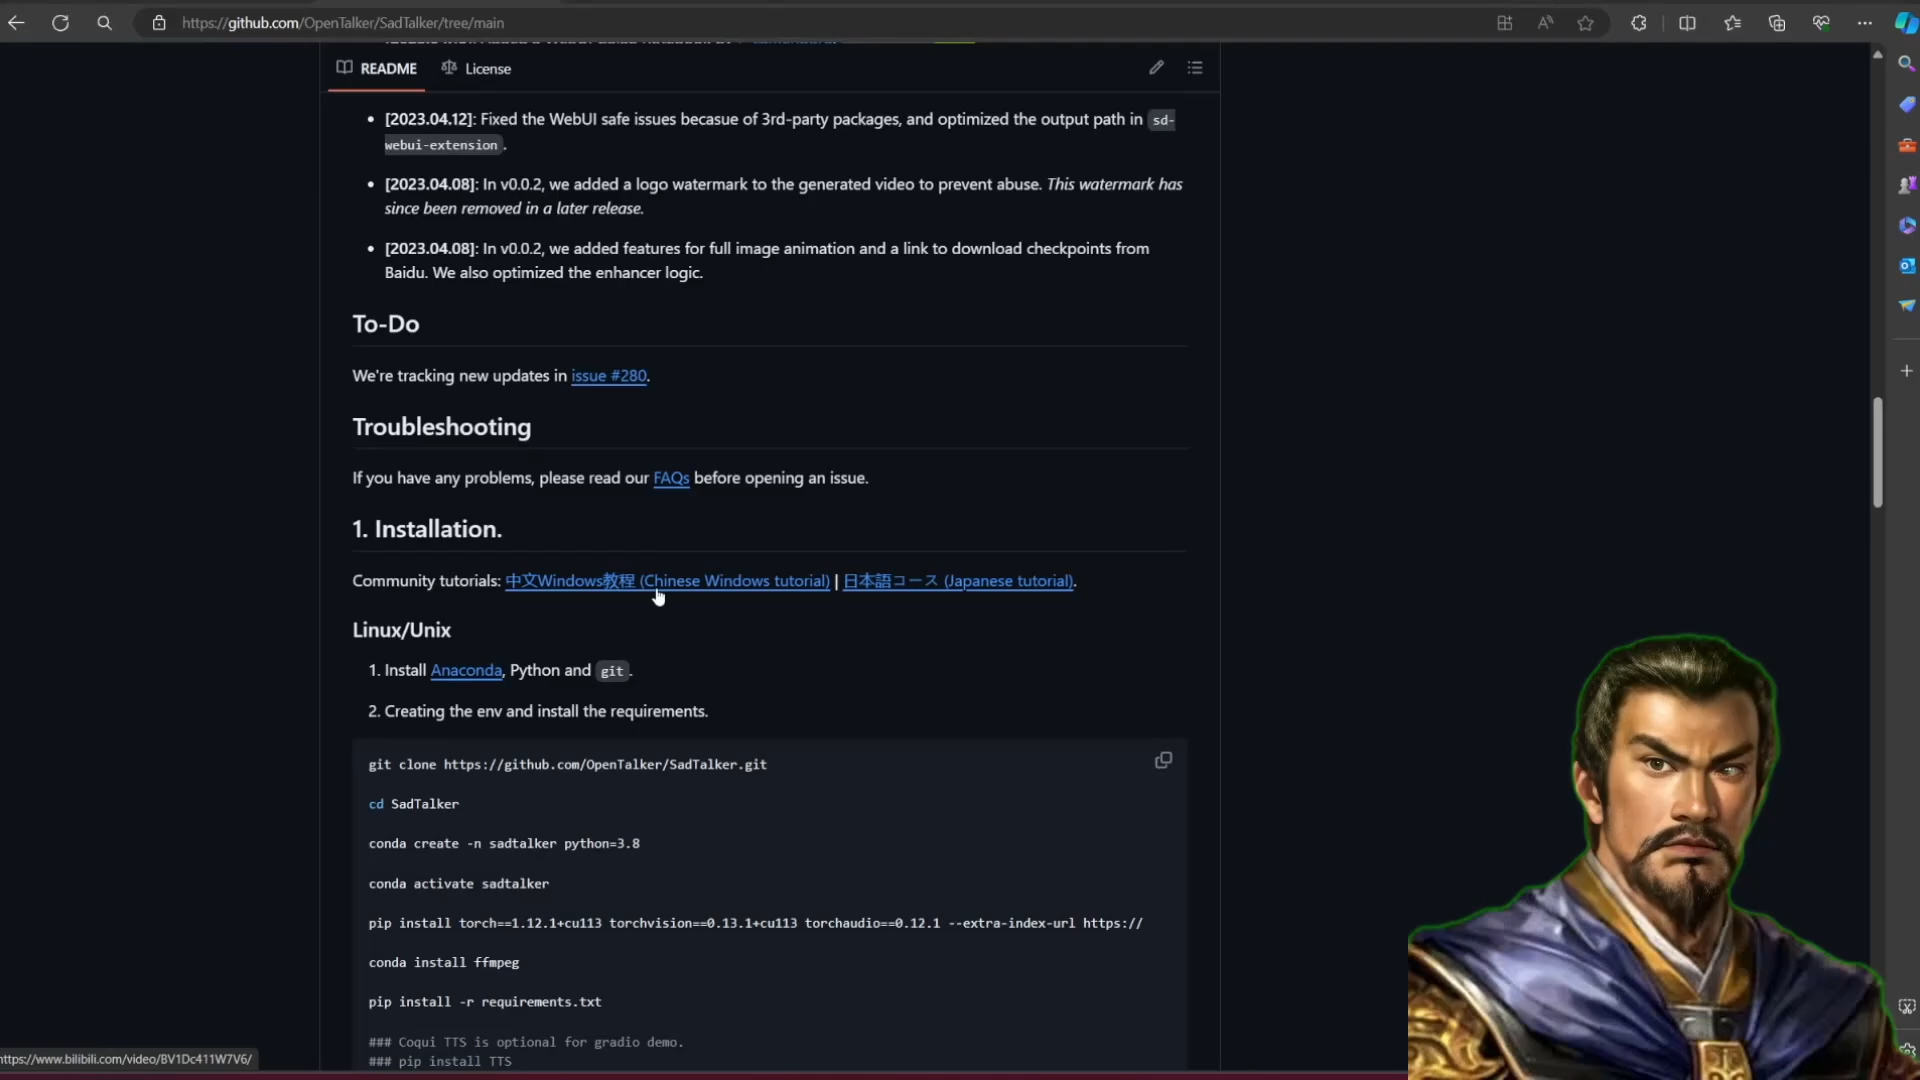 https://github.com/OpenTalker/SadTalker/tree/main
README
License
[2023.04.12]: Fixed the WebUI safe issues becasue of 3rd-party packages, and optimized the output path in sd-
webui-extension.
[2023.04.08]: In v0.0.2, we added a logo watermark to the generated video to prevent abuse. This watermark has
since been removed in a later release.
[2023.04.08]: In v0.0.2, we added features for full image animation and a link to download checkpoints from
Baidu. We also optimized the enhancer logic.
To-Do
We're tracking new updates in issue #280.
Troubleshooting
If you have any problems, please read our FAQs before opening an issue.
1. Installation.
Community tutorials: 中文Windows教程 (Chinese Windows tutorial) | 日本語コース (Japanese tutorial).
Linux/Unix
1. Install Anaconda, Python and git.
2. Creating the env and install the requirements.
git clone https://github.com/OpenTalker/SadTalker.git
cd SadTalker
conda create -n sadtalker python=3.8
conda activate sadtalker
pip install torch==1.12.1+cu113 torchvision==0.13.1+cu113 torchaudio==0.12.1 --extra-index-url https://
conda install ffmpeg
pip install -r requirements.txt
### Coqui TTS is optional for gradio demo.
### pip install TTS
https://www.bilibili.com/video/BV1Dc411W7V6/